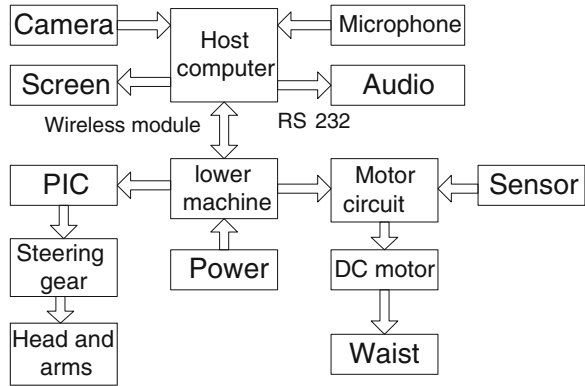 Camera
Host
computer
Microphone
Screen
Audio
Wireless module
RS 232
PIC
lower
machine
Motor
circuit
Sensor
Steering
gear
Power
DC motor
Head and
arms
Waist